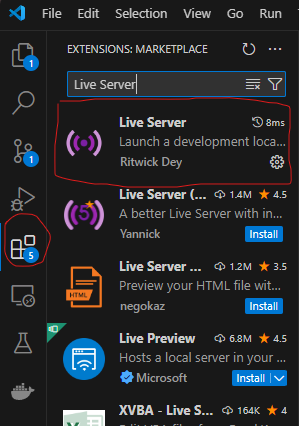 File Edit Selection View Go Run
EXTENSIONS: MARKETPLACE
1
Live Server
Live Server 8ms
Launch a development loca...
Ritwick Dey
1
5
Live Server (... 1.4M 4.5
A better Live Server with in...
Yannick Install
5
Live Server ... 1.2M 3.5
Preview your HTML file wit...
negokaz Install
HTML
Live Preview 6.8M 4.5
Hosts a local server in your ...
Microsoft Install
XVBA - Live S... 164K 4